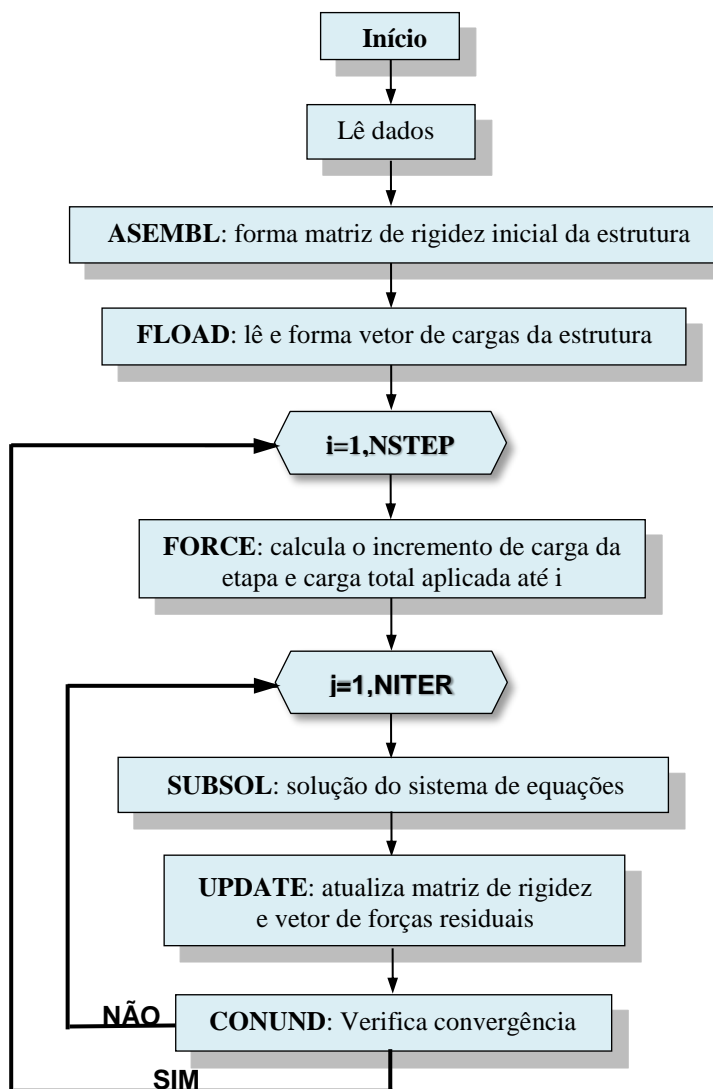 Início
Lê dados
ASEMBL: forma matriz de rigidez inicial da estrutura
FLOAD: lê e forma vetor de cargas da estrutura
i=1,NSTEP
FORCE: calcula o incremento de carga da
etapa e carga total aplicada até i
j=1,NITER
SUBSOL: solução do sistema de equações
UPDATE: atualiza matriz de rigidez
e vetor de forças residuais
NÃO
CONUND: Verifica convergência
SIM